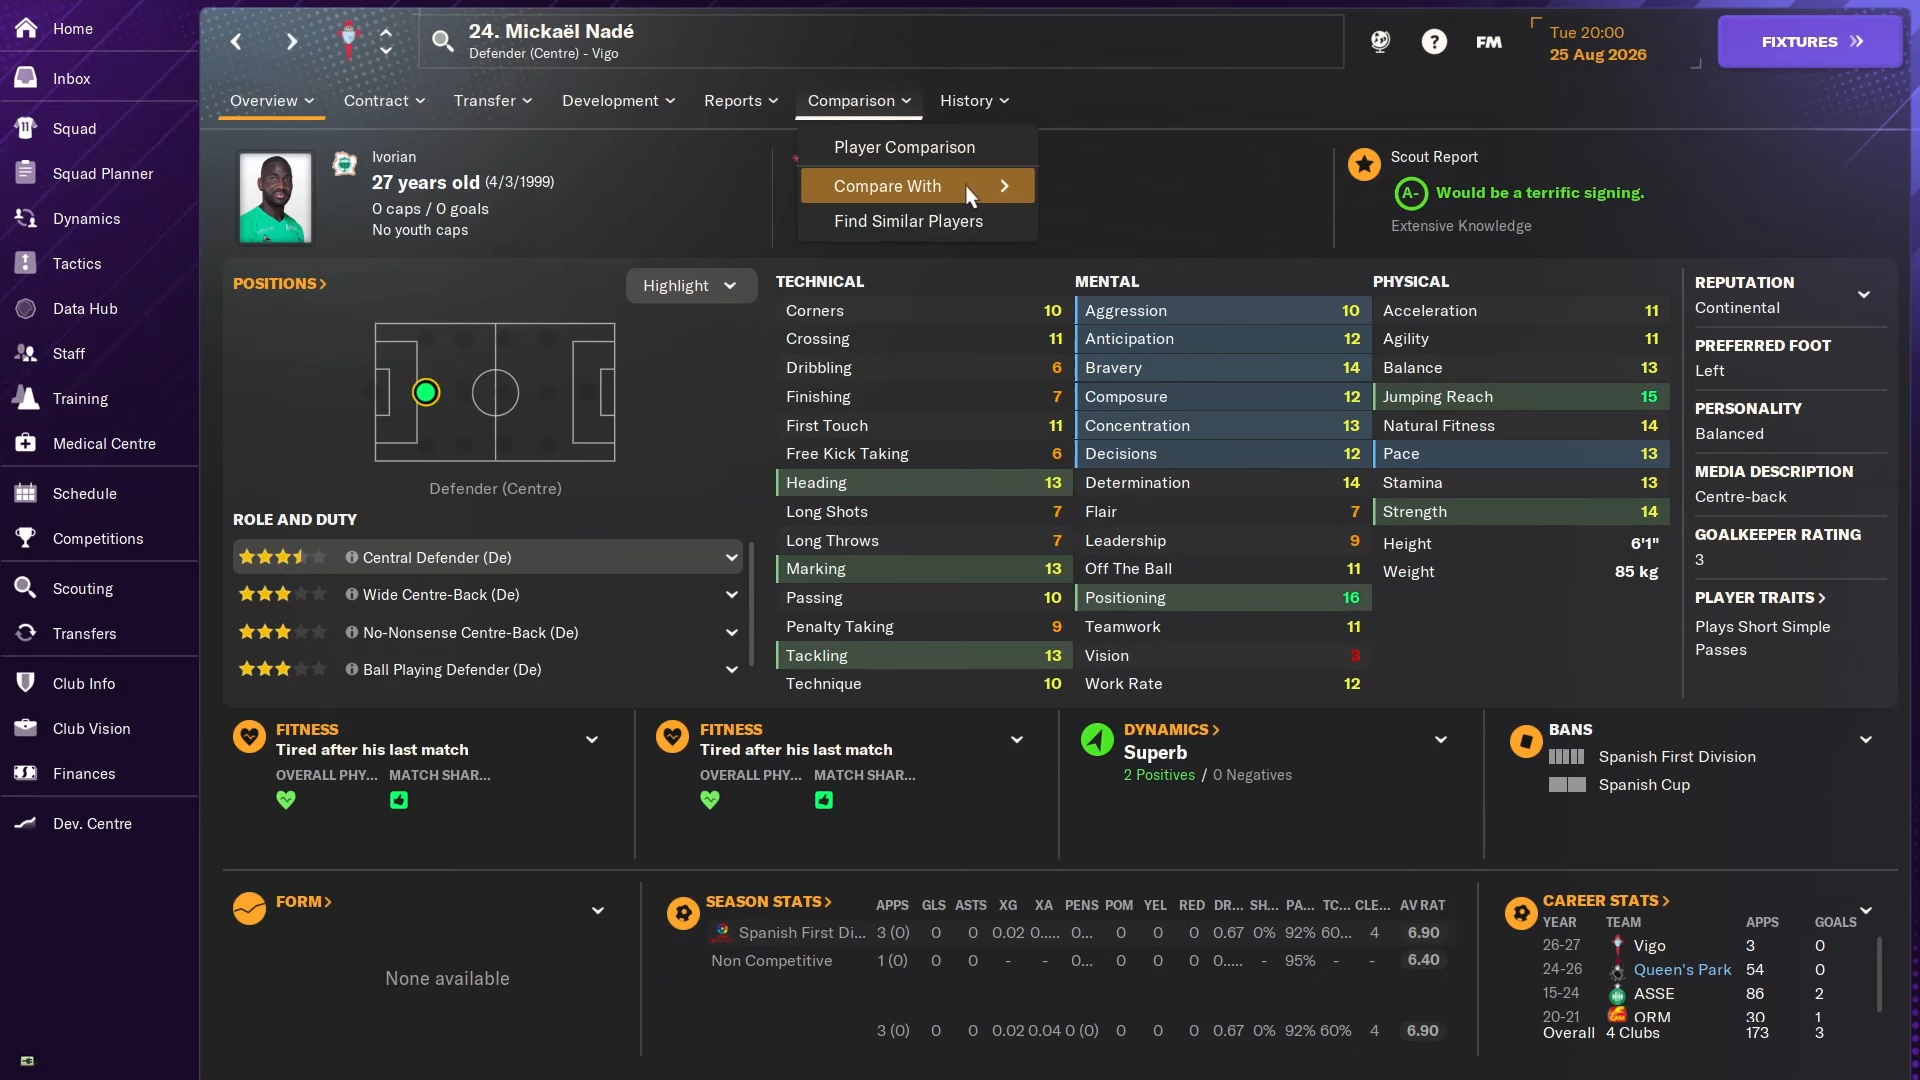 Home
Inbox
Squad
Squad Planner
Dynamics
Tactics
Data Hub
Staff
Training
Medical Centre
Schedule
Competitions
Scouting
Transfers
Club Info
Club Vision
Finances
Dev. Centre
24. Mickaël Nadé
Defender (Centre) - Vigo
?
FM
Tue 20:00
25 Aug 2026
FIXTURES
Overview
Contract
Transfer
Development
Reports
Comparison
History
Player Comparison
Compare With
Find Similar Players
Ivorian
27 years old (4/3/1999)
0 caps / 0 goals
No youth caps
Scout Report
A- Would be a terrific signing.
Extensive Knowledge
POSITIONS
Highlight
Defender (Centre)
ROLE AND DUTY
Central Defender (De)
Wide Centre-Back (De)
No-Nonsense Centre-Back (De)
Ball Playing Defender (De)
TECHNICAL
Corners 10
Crossing 11
Dribbling 6
Finishing 7
First Touch 11
Free Kick Taking 6
Heading 13
Long Shots 7
Long Throws 7
Marking 13
Passing 10
Penalty Taking 9
Tackling 13
Technique 10
MENTAL
Aggression 10
Anticipation 12
Bravery 14
Composure 12
Concentration 13
Decisions 12
Determination 14
Flair 7
Leadership 9
Off The Ball 11
Positioning 16
Teamwork 11
Vision 3
Work Rate 12
PHYSICAL
Acceleration 11
Agility 11
Balance 13
Jumping Reach 15
Natural Fitness 14
Pace 13
Stamina 13
Strength 14
Height 6'1"
Weight 85 kg
REPUTATION
Continental
PREFERRED FOOT
Left
PERSONALITY
Balanced
MEDIA DESCRIPTION
Centre-back
GOALKEEPER RATING
3
PLAYER TRAITS
Plays Short Simple
Passes
FITNESS
Tired after his last match
OVERALL PHY... MATCH SHAR...
FITNESS
Tired after his last match
OVERALL PHY... MATCH SHAR...
DYNAMICS
Superb
2 Positives / 0 Negatives
BANS
Spanish First Division
Spanish Cup
FORM
None available
SEASON STATS APPS GLS ASTS XG XA PENS POM YEL RED DR... SH... PA... TC... CLE... AV RAT
Spanish First Di... 3 (0) 0 0 0.02 0..... 0... 0 0 0 0.67 0% 92% 60... 4 6.90
Non Competitive 1 (0) 0 0 - - 0... 0 0 0 0..... - 95% - - 6.40
3 (0) 0 0 0.02 0.04 0 (0) 0 0 0 0.67 0% 92% 60% 4 6.90
CAREER STATS
YEAR TEAM APPS GOALS
26-27 Vigo 3 0
24-26 Queen's Park 54 0
15-24 ASSE 86 2
20-21 ORM 30 1
Overall 4 Clubs 173 3